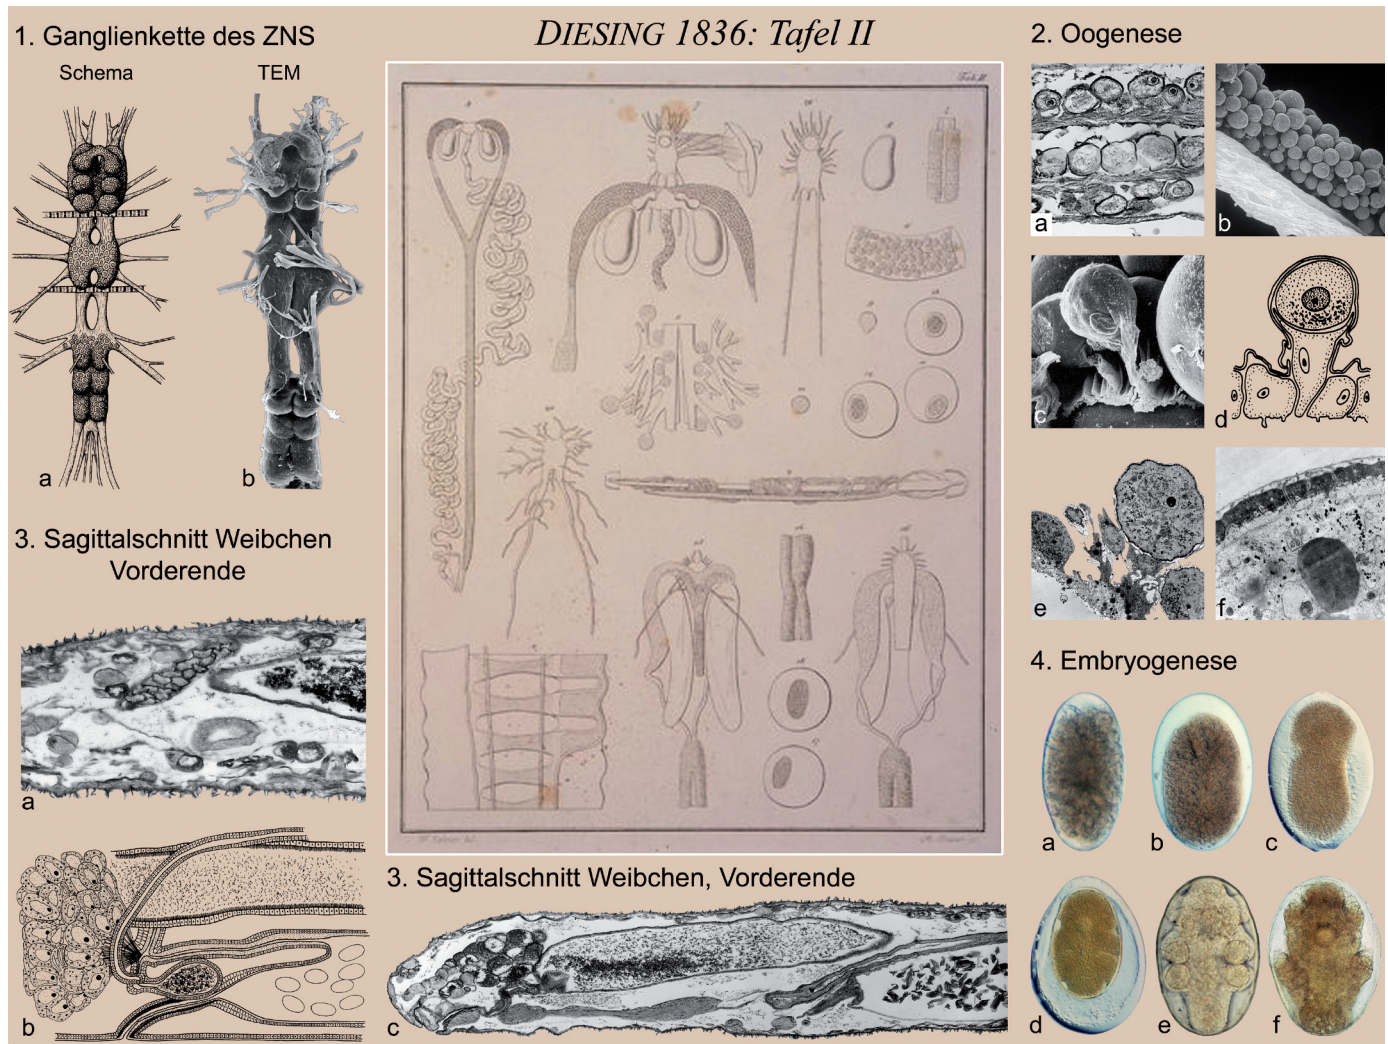 1. Ganglienkette des ZNS
Schema
TEM
a
b
DIESING 1836: Tafel II
2. Oogenese
a
b
c
d
e
f
3. Sagittalschnitt Weibchen
Vorderende
a
b
3. Sagittalschnitt Weibchen, Vorderende
c
4. Embryogenese
a
b
c
d
e
f